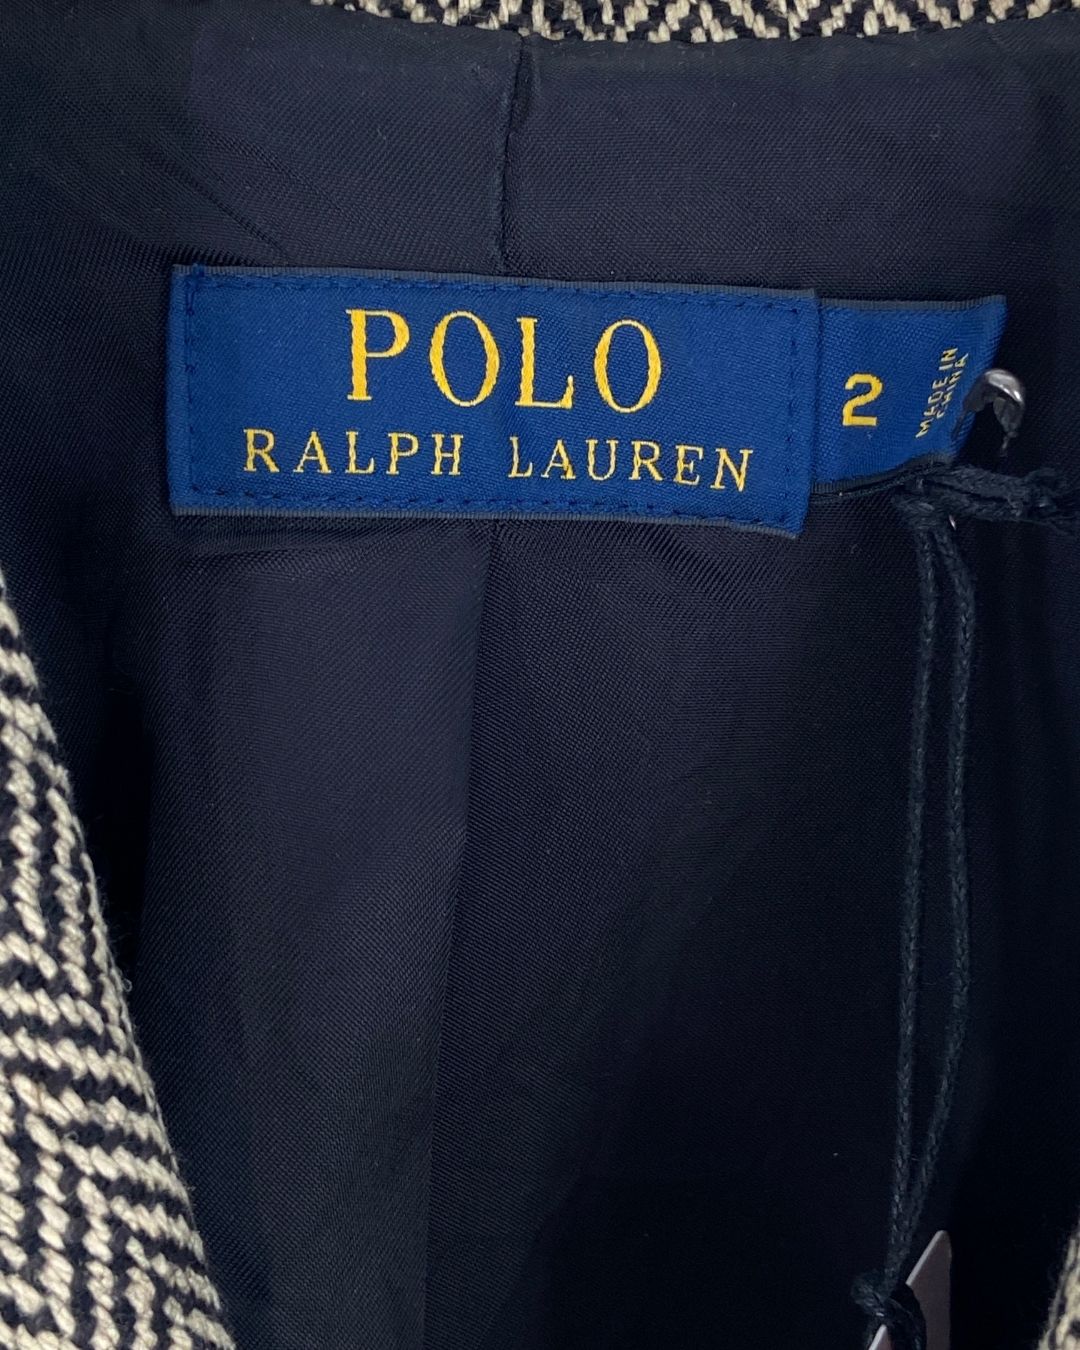 POLO
RALPH LAUREN
2
MADE IN
CHINA